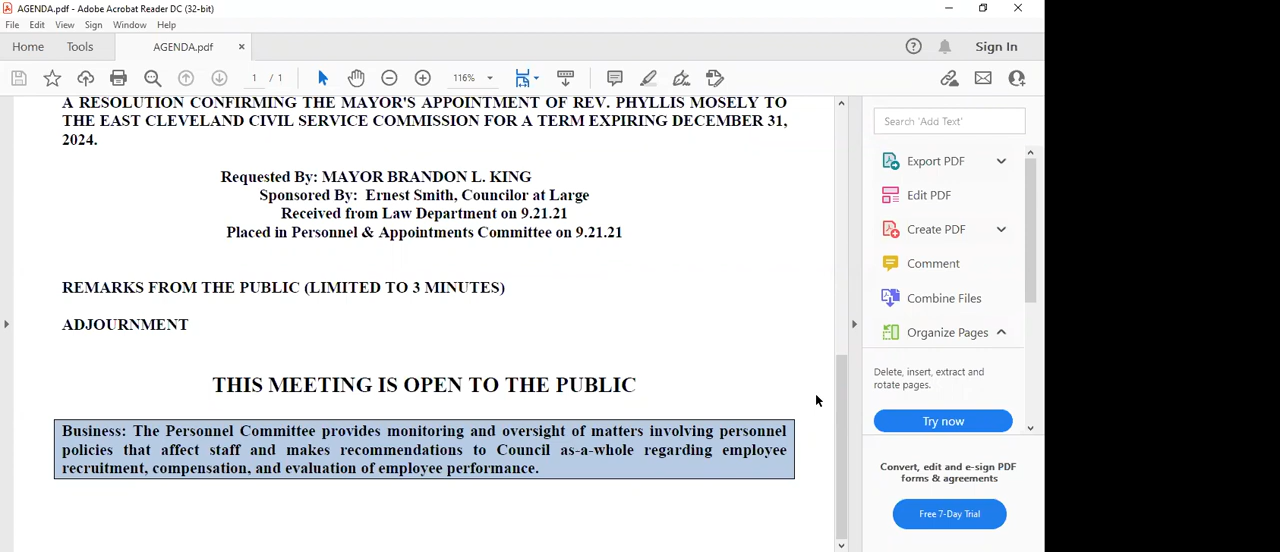 AGENDA.pdf - Adobe Acrobat Reader DC (32-bit)
File Edit View Sign Window Help
Home Tools AGENDA.pdf × Sign In
1 / 1 116%
A RESOLUTION CONFIRMING THE MAYOR'S APPOINTMENT OF REV. PHYLLIS MOSELY TO
THE EAST CLEVELAND CIVIL SERVICE COMMISSION FOR A TERM EXPIRING DECEMBER 31,
2024.
Requested By: MAYOR BRANDON L. KING
Sponsored By: Ernest Smith, Councilor at Large
Received from Law Department on 9.21.21
Placed in Personnel & Appointments Committee on 9.21.21
REMARKS FROM THE PUBLIC (LIMITED TO 3 MINUTES)
ADJOURNMENT
THIS MEETING IS OPEN TO THE PUBLIC
Business: The Personnel Committee provides monitoring and oversight of matters involving personnel
policies that affect staff and makes recommendations to Council as-a-whole regarding employee
recruitment, compensation, and evaluation of employee performance.
Search 'Add Text'
Export PDF
Edit PDF
Create PDF
Comment
Combine Files
Organize Pages
Delete, insert, extract and
rotate pages.
Try now
Convert, edit and e-sign PDF
forms & agreements
Free 7-Day Trial